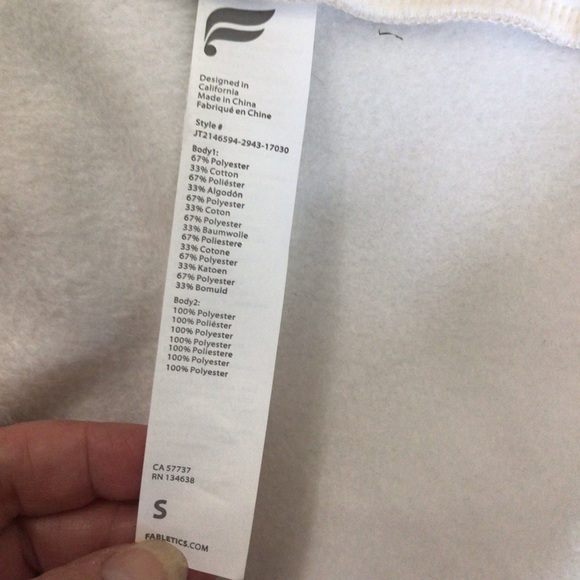 Designed in
California
Made in China
Fabriqué en Chine
Style #
JT2146594-2943-17030
Body1:
67% Polyester
33% Cotton
67% Poliéster
33% Algodón
67% Polyester
33% Coton
67% Polyester
33% Baumwolle
67% Poliestere
33% Cotone
67% Polyester
33% Katoen
67% Polyester
33% Bomuld
Body2:
100% Polyester
100% Poliéster
100% Polyester
100% Polyester
100% Poliestere
100% Polyester
100% Polyester
CA 57737
RN 134638
S
FABLETICS.COM